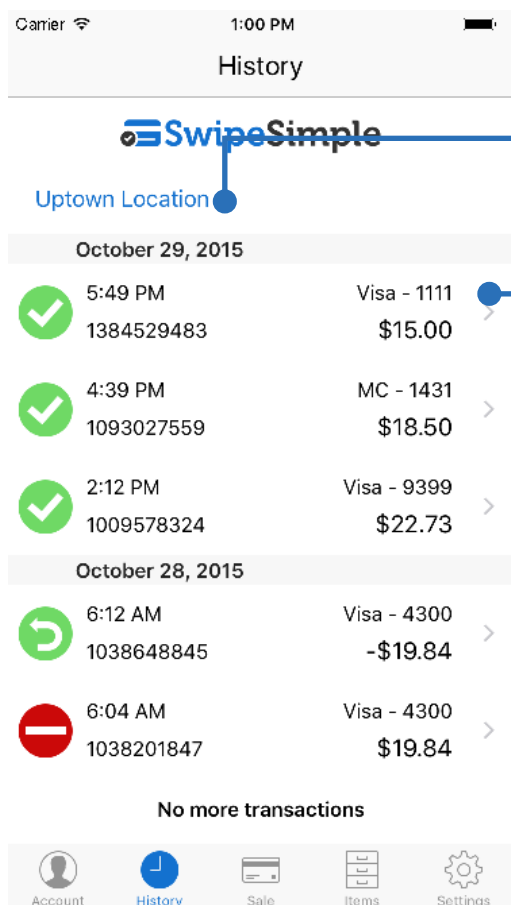 Carrier 1:00 PM
History
SwipeSimple
Uptown Location
October 29, 2015
5:49 PM Visa - 1111
1384529483 $15.00
4:39 PM MC - 1431
1093027559 $18.50
2:12 PM Visa - 9399
1009578324 $22.73
October 28, 2015
6:12 AM Visa - 4300
1038648845 -$19.84
6:04 AM Visa - 4300
1038201847 $19.84
No more transactions
Account History Sale Items Settings